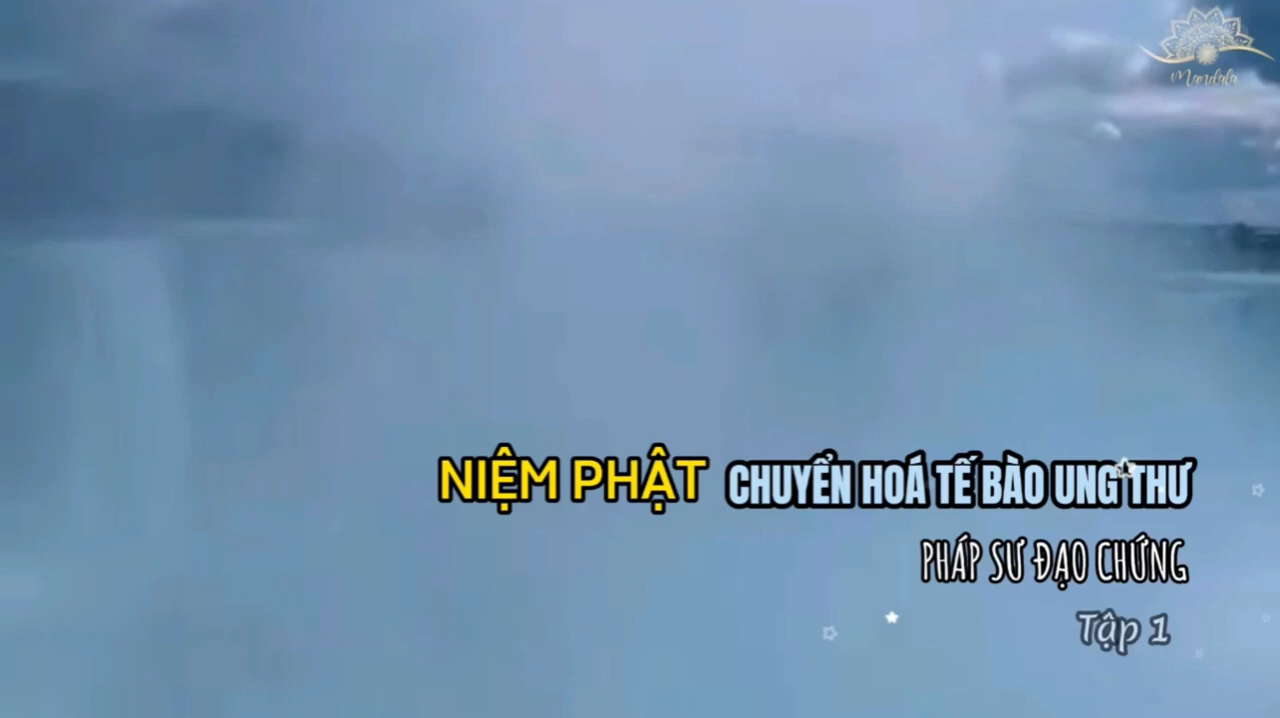 Mandala
NIỆM PHẬT CHUYỂN HOÁ TẾ BÀO UNG THƯ
PHÁP SƯ ĐẠO CHỨNG
Tập 1